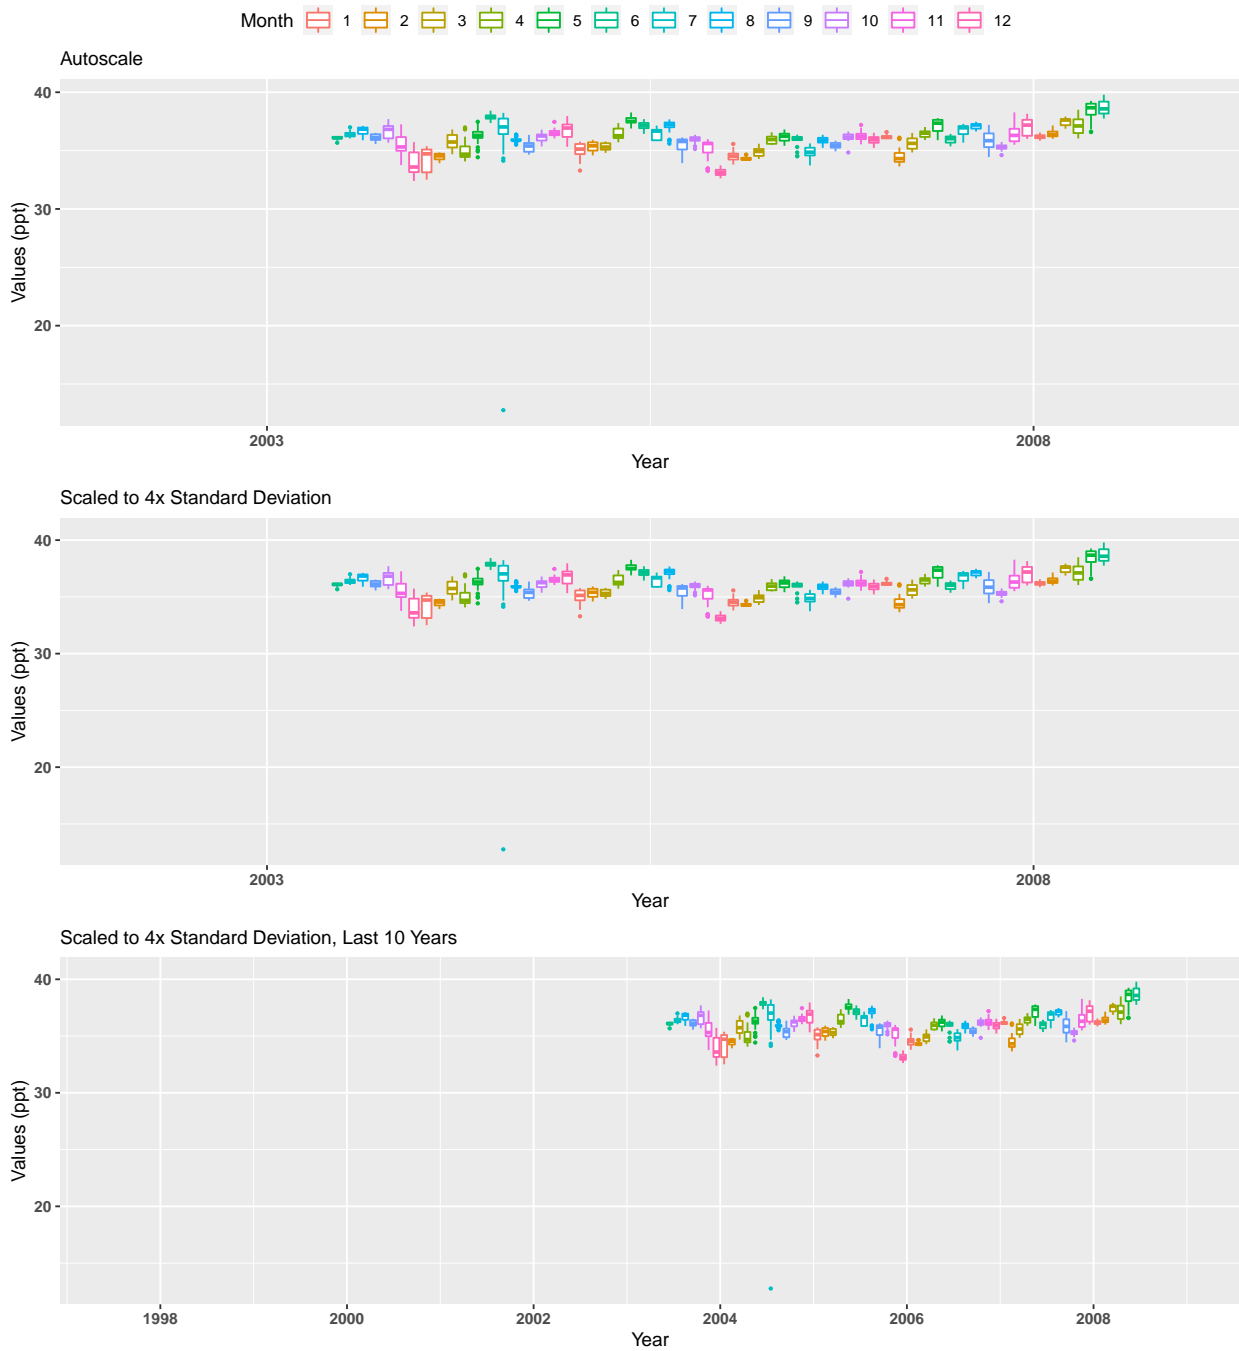 Month 1 2 3 4 5 6 7 8 9 10 11 12
Autoscale
40
30
20
Values (ppt)
2003 2008
Year
Scaled to 4x Standard Deviation
40
30
20
Values (ppt)
2003 2008
Year
Scaled to 4x Standard Deviation, Last 10 Years
40
30
20
Values (ppt)
1998 2000 2002 2004 2006 2008
Year